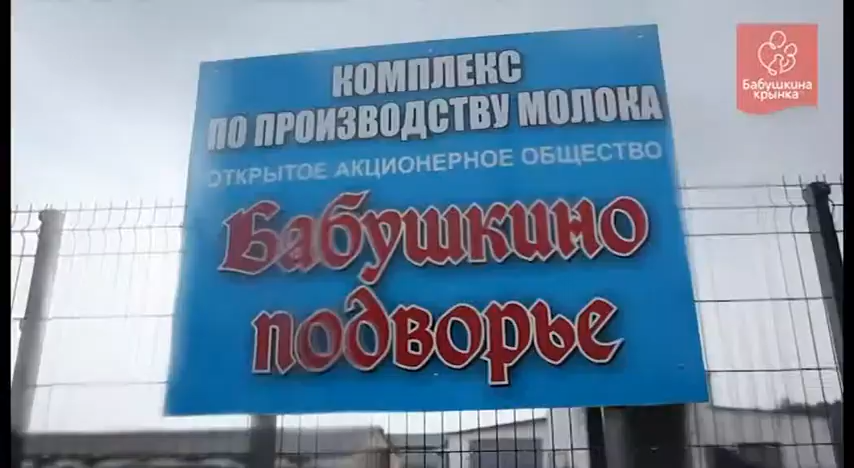 КОМПЛЕКС
ПО ПРОИЗВОДСТВУ МОЛОКА
ОТКРЫТОЕ АКЦИОНЕРНОЕ ОБЩЕСТВО
Бабушкино
подворье
Бабушкина
крынка